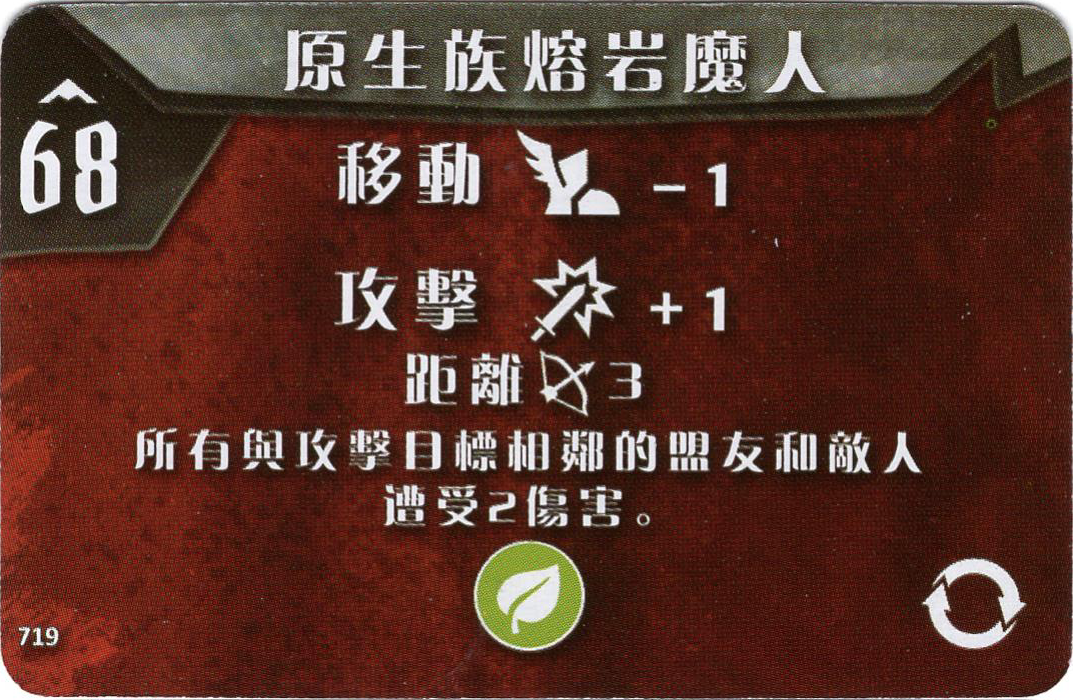 原生族熔岩魔人
68
移動 － 1
攻擊 + 1
距離 3
所有與攻擊目標相鄰的盟友和敵人
遭受2傷害。
719